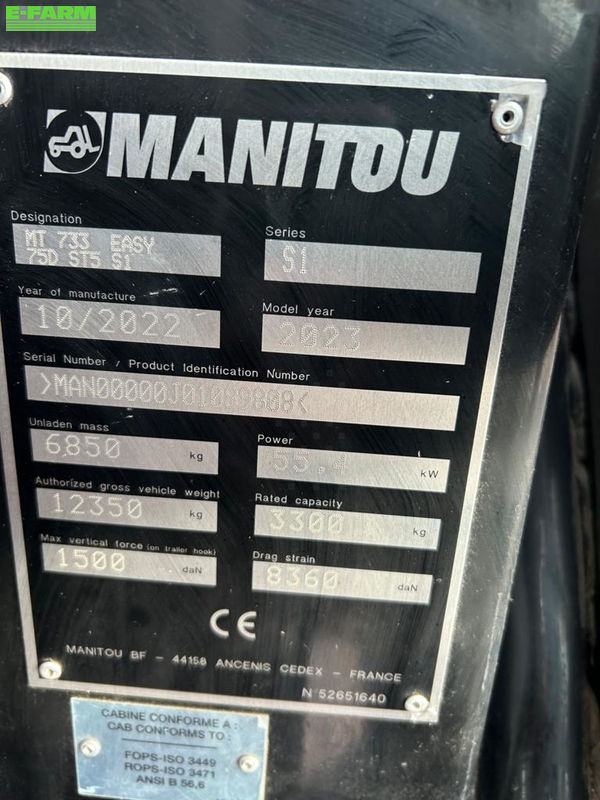 E-FARM
MANITOU
Designation
MT 733 EASY
75D ST5 S1
Series
S1
Year of manufacture
10/2022
Model year
2023
Serial Number / Product Identification Number
Unladen mass
6850 kg
Power
55.4 kW
Authorized gross vehicle weight
12350 kg
Rated capacity
3300 kg
Max vertical force (on trailer hook)
1500 daN
Drag strain
8360 daN
CE
MANITOU BF - 44158 ANCENIS CEDEX - FRANCE
N 52651640
CABINE CONFORME A :
CAB CONFORMS TO :
FOPS-ISO 3449
ROPS-ISO 3471
ANSI B 56,6